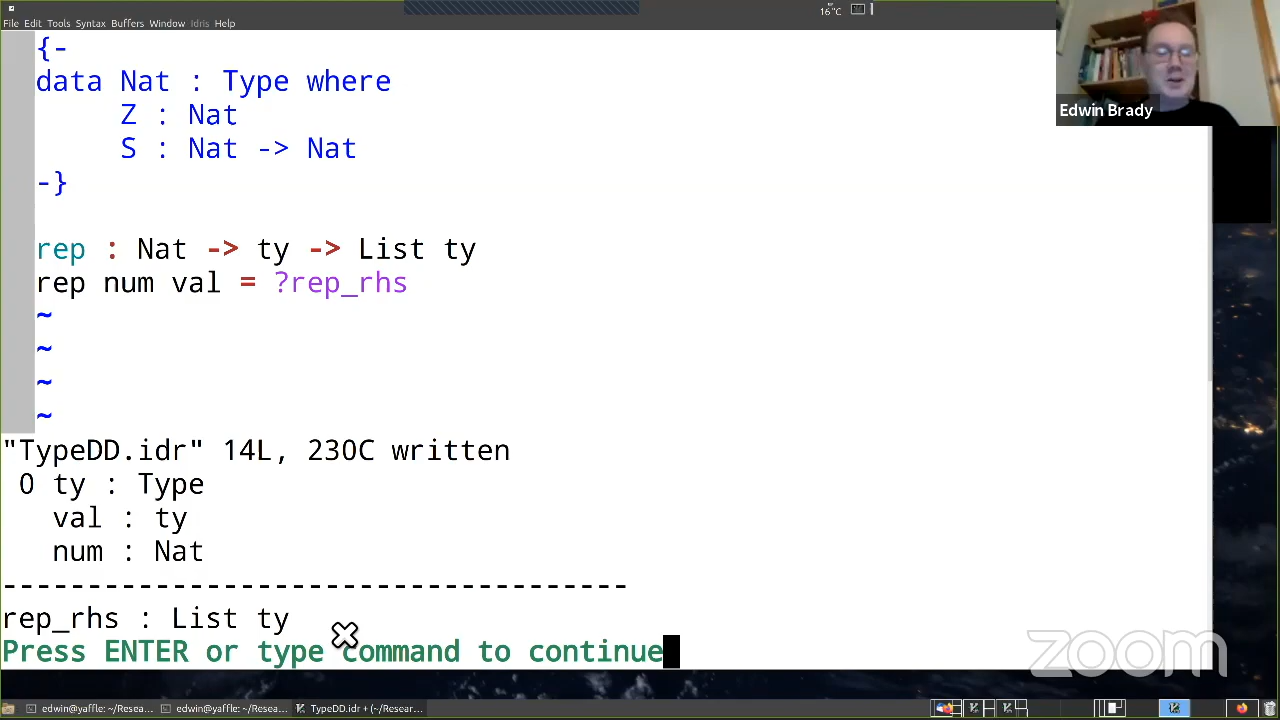 16°C
File Edit Tools Syntax Buffers Window Idris Help
{-
data Nat : Type where
Z : Nat
S : Nat -> Nat
-}
rep : Nat -> ty -> List ty
rep num val = ?rep_rhs
~
~
~
~
"TypeDD.idr" 14L, 230C written
0 ty : Type
val : ty
num : Nat
-------------------------------------
rep_rhs : List ty
Press ENTER or type command to continue
Edwin Brady
zoom
edwin@yaffle: ~/Resea... edwin@yaffle: ~/Resea... TypeDD.idr + (~/Resear...